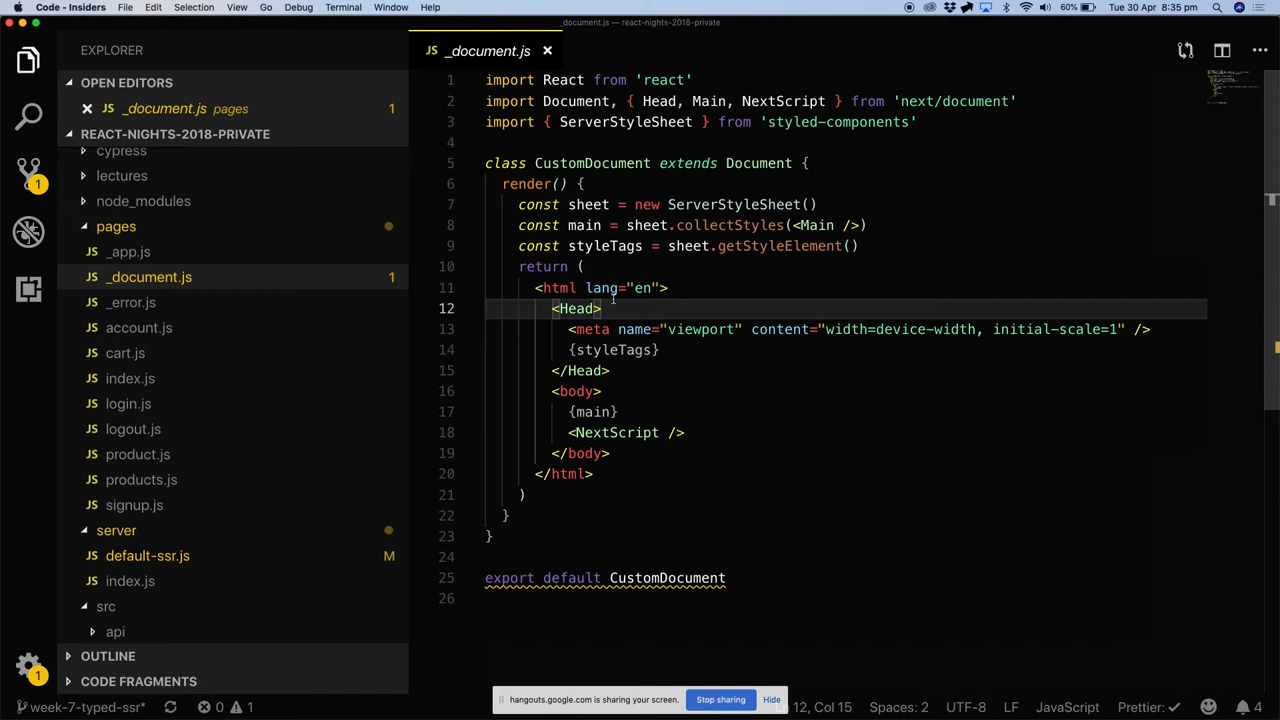 Code - Insiders File Edit Selection View Go Debug Terminal Window Help 60% Tue 30 Apr 8:35 pm
_document.js — react-nights-2018-private
EXPLORER
OPEN EDITORS
JS _document.js pages 1
REACT-NIGHTS-2018-PRIVATE
cypress
lectures
node_modules
pages
JS _app.js
JS _document.js 1
JS _error.js
JS account.js
JS cart.js
JS index.js
JS login.js
JS logout.js
JS product.js
JS products.js
JS signup.js
server
JS default-ssr.js M
JS index.js
src
api
OUTLINE
CODE FRAGMENTS
1
1
JS _document.js
1 import React from 'react'
2 import Document, { Head, Main, NextScript } from 'next/document'
3 import { ServerStyleSheet } from 'styled-components'
4
5 class CustomDocument extends Document {
6 render() {
7 const sheet = new ServerStyleSheet()
8 const main = sheet.collectStyles(<Main />)
9 const styleTags = sheet.getStyleElement()
10 return (
11 <html lang="en">
12 <Head>
13 <meta name="viewport" content="width=device-width, initial-scale=1" />
14 {styleTags}
15 </Head>
16 <body>
17 {main}
18 <NextScript />
19 </body>
20 </html>
21 )
22 }
23 }
24
25 export default CustomDocument
26
hangouts.google.com is sharing your screen. Stop sharing Hide
week-7-typed-ssr* 0 1 Ln 12, Col 15 Spaces: 2 UTF-8 LF JavaScript Prettier: ✓ 4